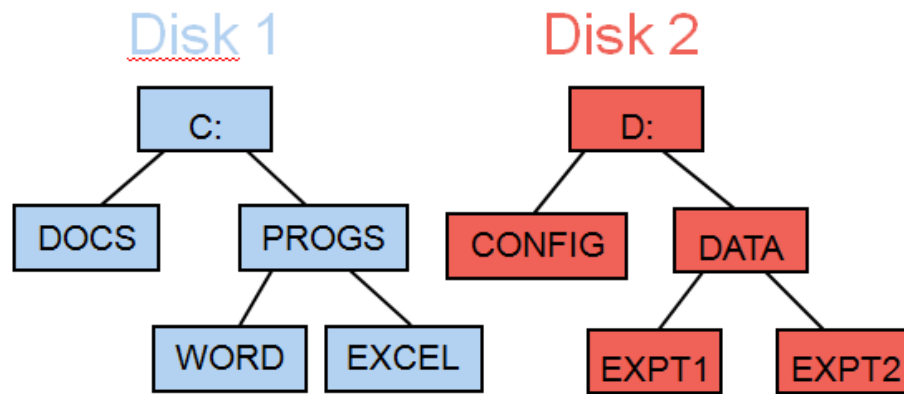 Disk 1
Disk 2
C:
D:
DOCS
PROGS
CONFIG
DATA
WORD
EXCEL
EXPT1
EXPT2